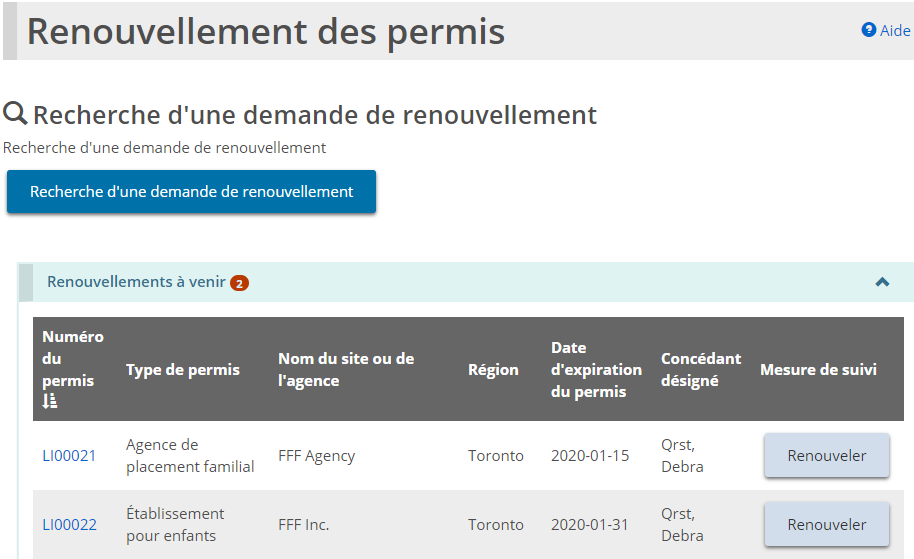 Renouvellement des permis
Aide
Recherche d'une demande de renouvellement
Recherche d'une demande de renouvellement
Recherche d'une demande de renouvellement
Renouvellements à venir 2
Numéro du permis
Type de permis
Nom du site ou de l'agence
Région
Date d'expiration du permis
Concédant désigné
Mesure de suivi
LI00021
Agence de placement familial
FFF Agency
Toronto
2020-01-15
Qrst, Debra
Renouveler
LI00022
Établissement pour enfants
FFF Inc.
Toronto
2020-01-31
Qrst, Debra
Renouveler